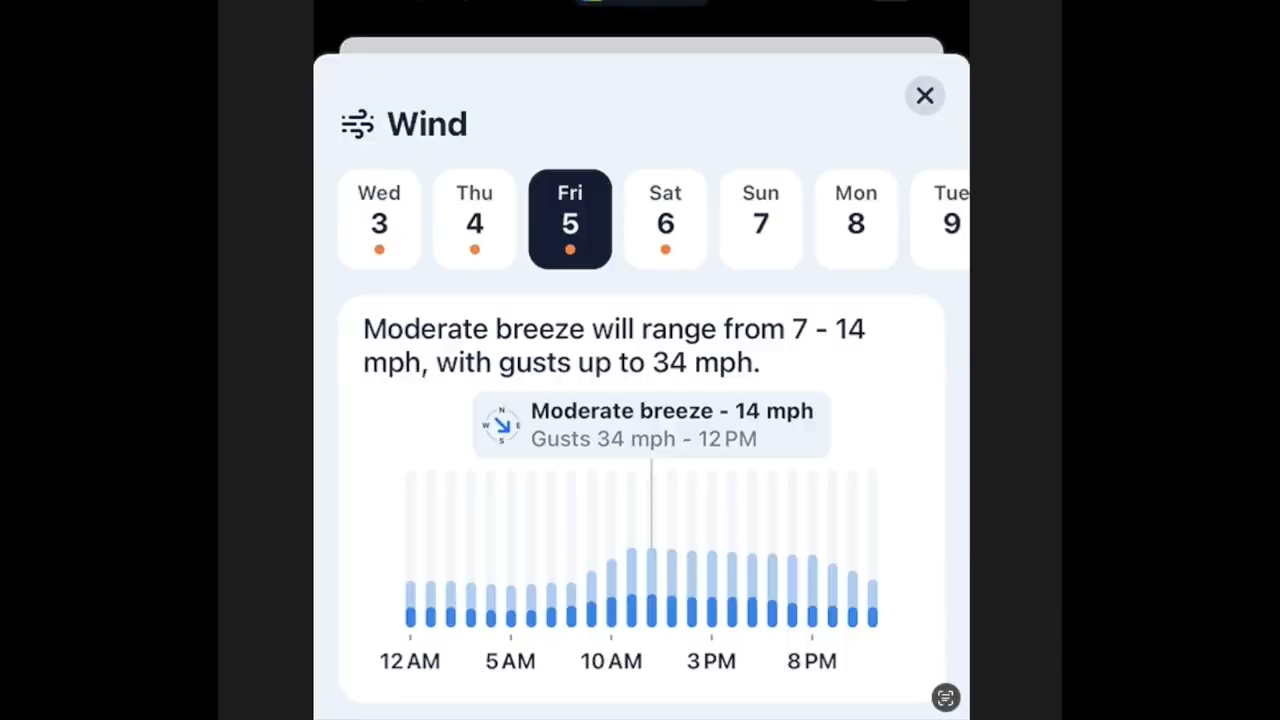 Wind
Wed Thu Fri Sat Sun Mon Tue
3 4 5 6 7 8 9
Moderate breeze will range from 7 - 14
mph, with gusts up to 34 mph.
N
W E
S
Moderate breeze - 14 mph
Gusts 34 mph - 12 PM
12 AM 5 AM 10 AM 3 PM 8 PM